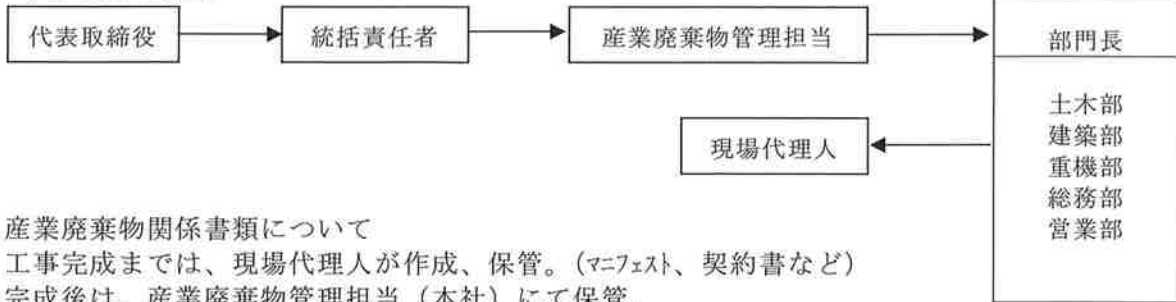 代表取締役
統括責任者
産業廃棄物管理担当
部門長
土木部
建築部
重機部
総務部
営業部
現場代理人
産業廃棄物関係書類について
工事完成までは、現場代理人が作成、保管。(ﾏﾆﾌｪｽﾄ、契約書など)
完成後は、産業廃棄物管理担当(本社)にて保管。